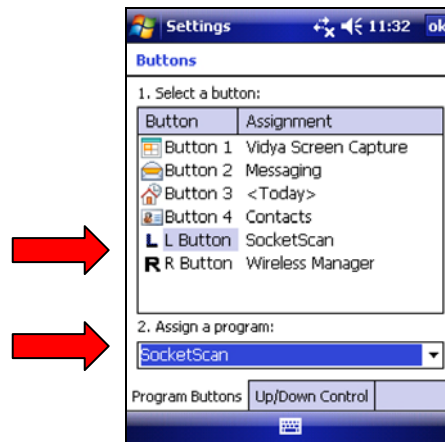 Settings 11:32 ok
Buttons
1. Select a button:
Button Assignment
Button 1 Vidya Screen Capture
Button 2 Messaging
Button 3 <Today>
Button 4 Contacts
L L Button SocketScan
R R Button Wireless Manager
2. Assign a program:
SocketScan
Program Buttons Up/Down Control